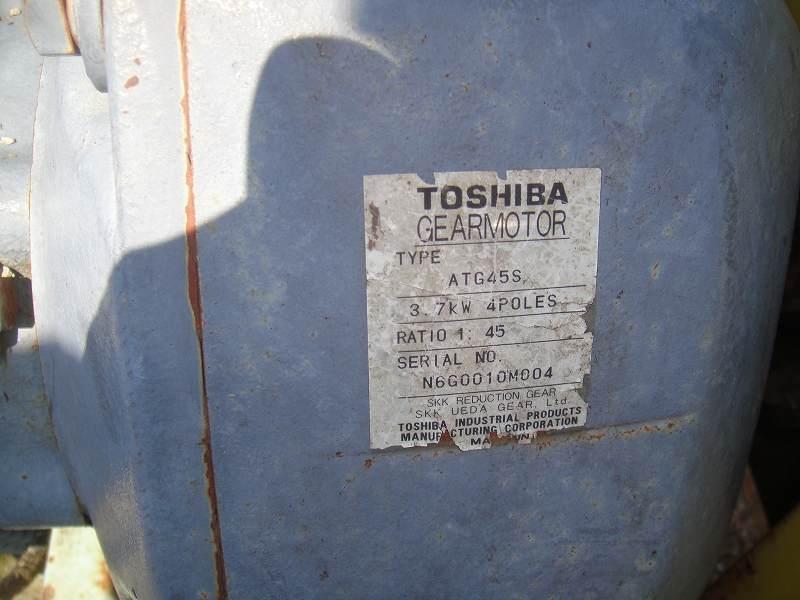 TOSHIBA
GEARMOTOR
TYPE
ATG45S
3.7kW 4POLES
RATIO 1: 45
SERIAL NO.
N6G0010M004
SKK REDUCTION GEAR
SKK UEDA GEAR, Ltd.
TOSHIBA INDUSTRIAL PRODUCTS
MANUFACTURING CORPORATION